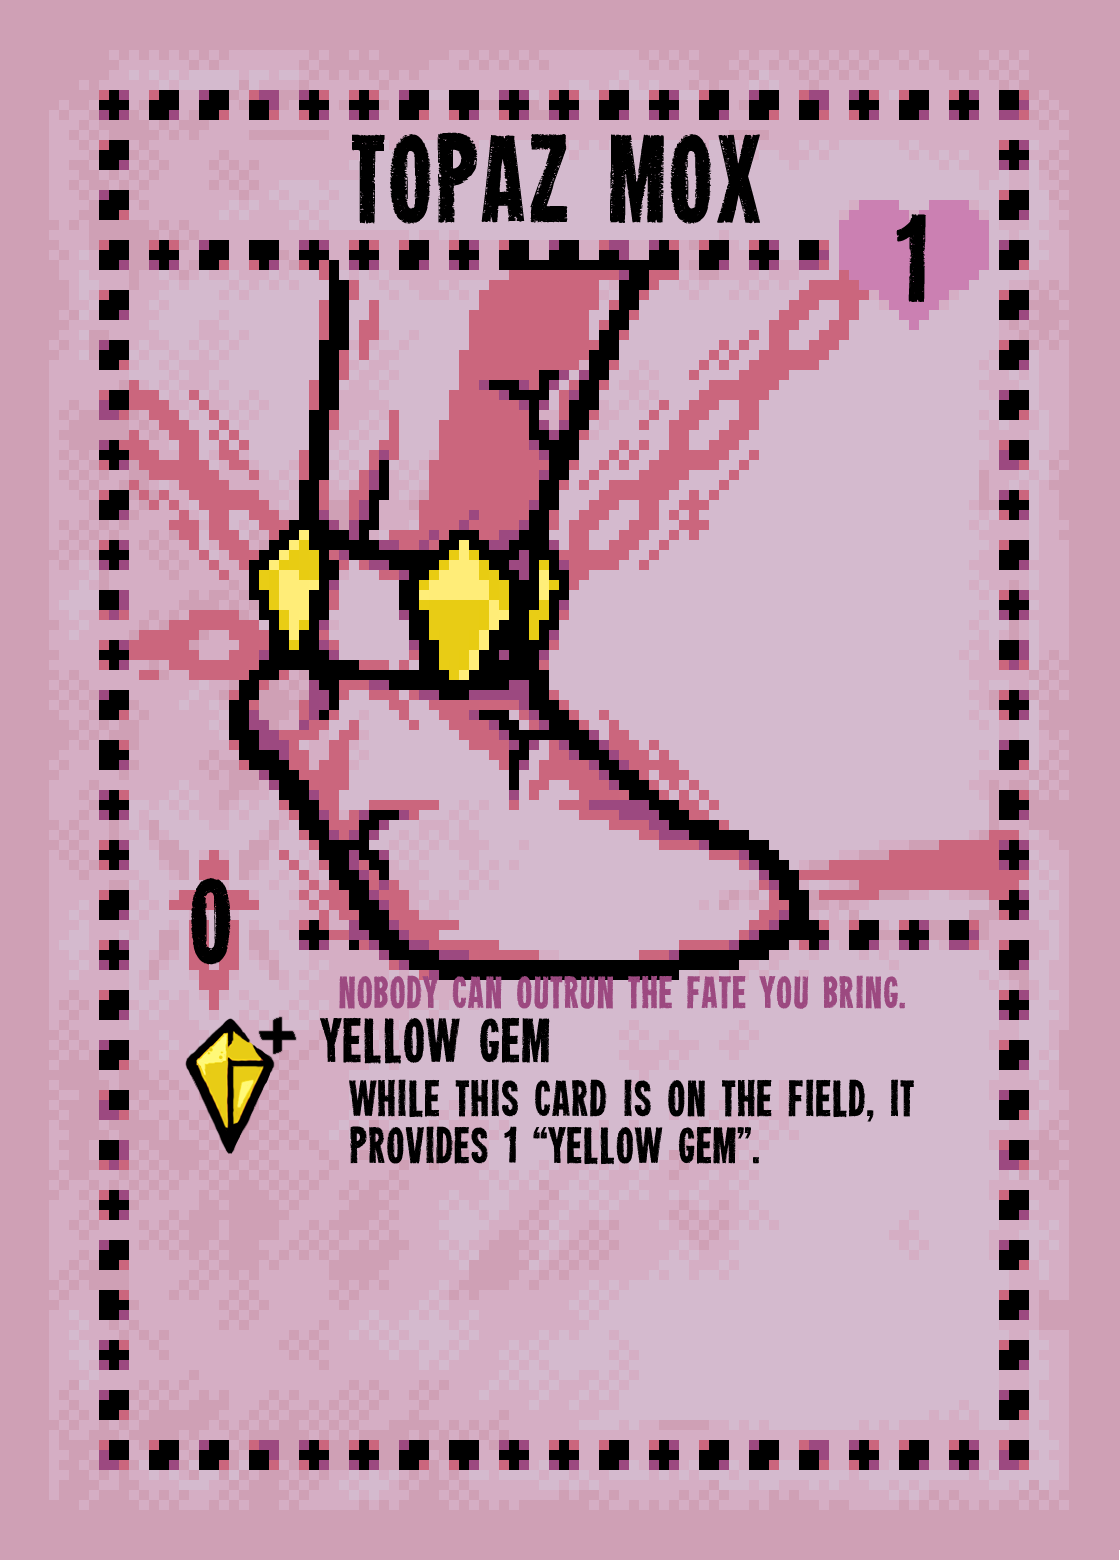 TOPAZ MOX
1
0
NOBODY CAN OUTRUN THE FATE YOU BRING.
+ YELLOW GEM
WHILE THIS CARD IS ON THE FIELD, IT
PROVIDES 1 “YELLOW GEM”.